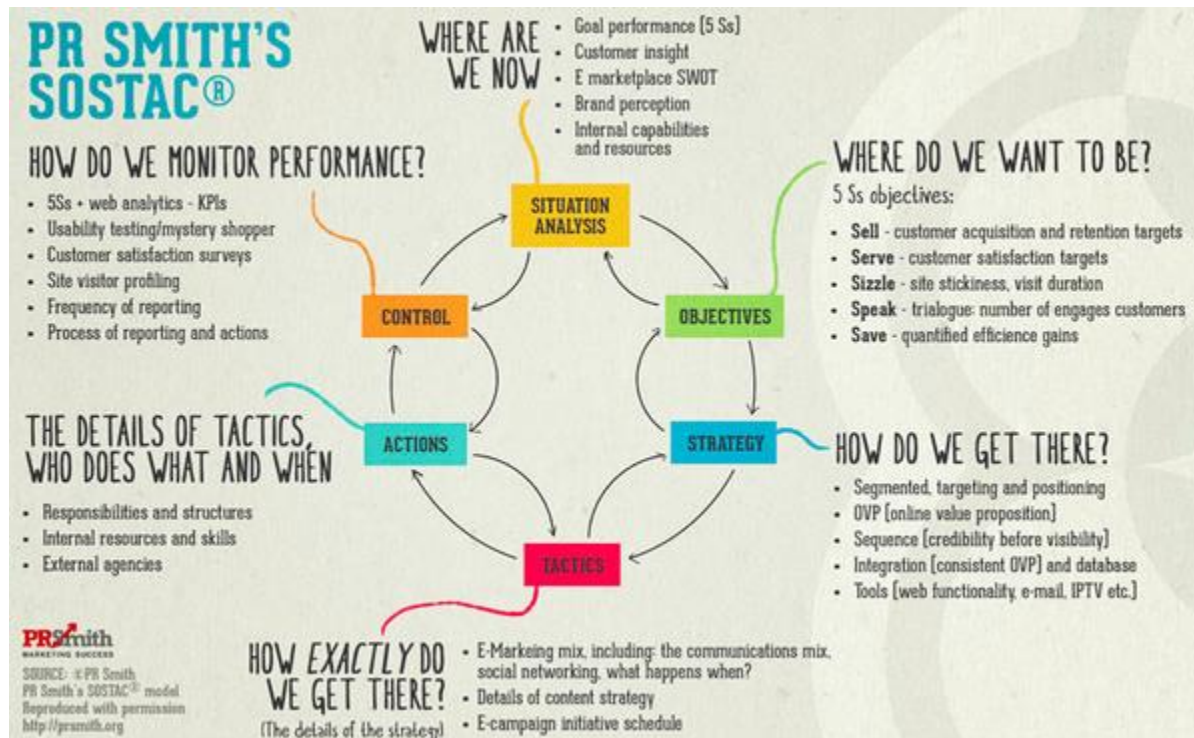 PR SMITH'S
SOSTAC®
WHERE ARE
WE NOW
• Goal performance (5 Ss)
• Customer insight
• E marketplace SWOT
• Brand perception
• Internal capabilities
and resources
HOW DO WE MONITOR PERFORMANCE?
• 5Ss + web analytics - KPIs
• Usability testing/mystery shopper
• Customer satisfaction surveys
• Site visitor profiling
• Frequency of reporting
• Process of reporting and actions
WHERE DO WE WANT TO BE?
5 Ss objectives:
• Sell - customer acquisition and retention targets
• Serve - customer satisfaction targets
• Sizzle - site stickiness, visit duration
• Speak - trialogue: number of engages customers
• Save - quantified efficience gains
SITUATION
ANALYSIS
CONTROL
OBJECTIVES
ACTIONS
STRATEGY
TACTICS
THE DETAILS OF TACTICS,
WHO DOES WHAT AND WHEN
• Responsibilities and structures
• Internal resources and skills
• External agencies
HOW DO WE GET THERE?
• Segmented, targeting and positioning
• OVP (online value proposition)
• Sequence (credibility before visibility)
• Integration (consistent OVP) and database
• Tools (web functionality, e-mail, IPTV etc.)
HOW EXACTLY DO
WE GET THERE?
(The details of the strategy)
• E-Markeing mix, including: the communications mix,
social networking, what happens when?
• Details of content strategy
• E-campaign initiative schedule
PRSmith
MARKETING SUCCESS
SOURCE: ©PR Smith
PR Smith's SOSTAC® model
Reproduced with permission
http://prsmith.org